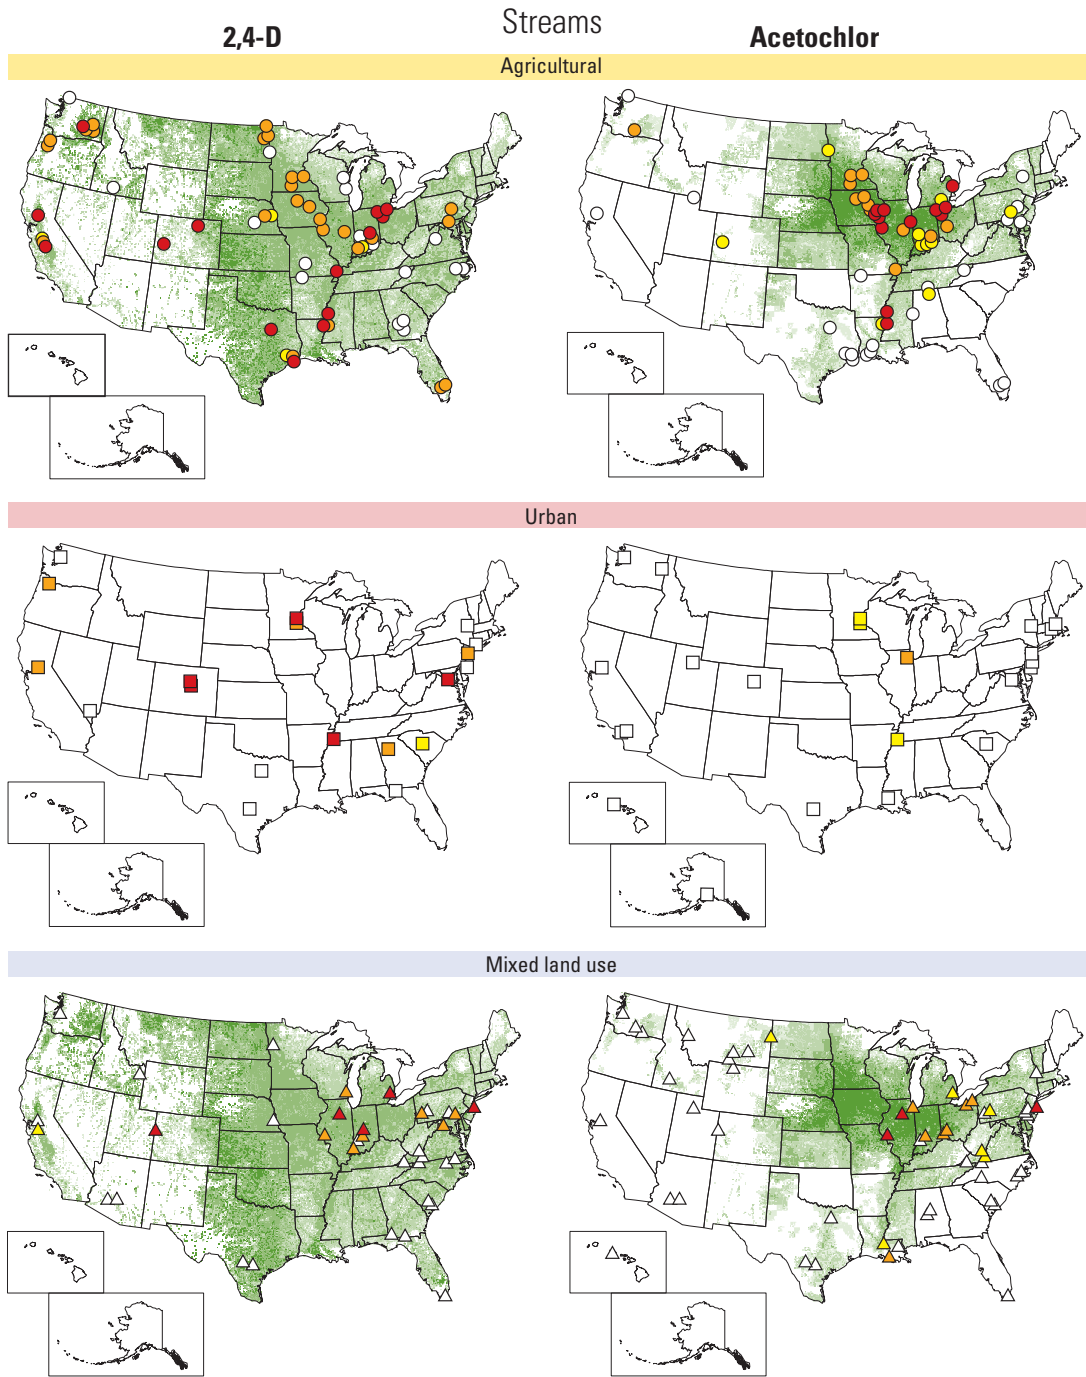 Streams
2,4-D
Acetochlor
Agricultural
Urban
Mixed land use